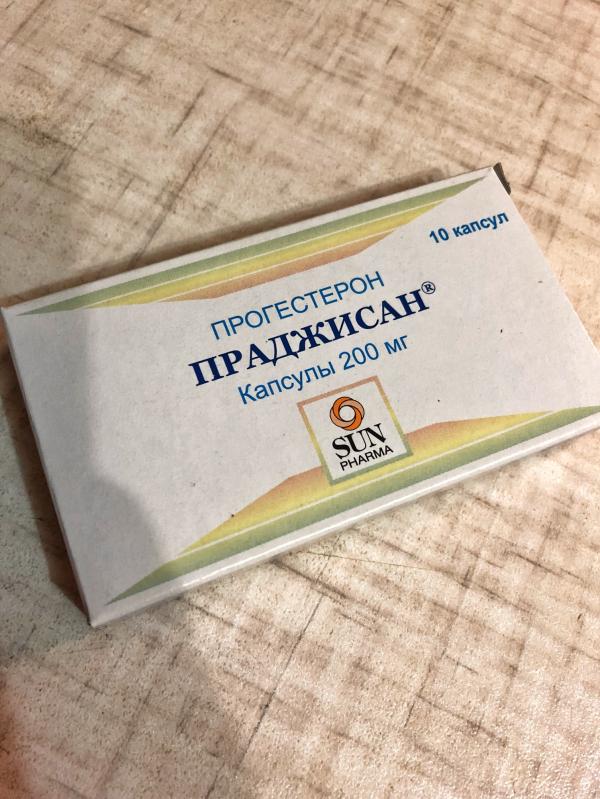 10 капсул
ПРОГЕСТЕРОН
ПРАДЖИСАН®
Капсулы 200 мг
SUN
PHARMA